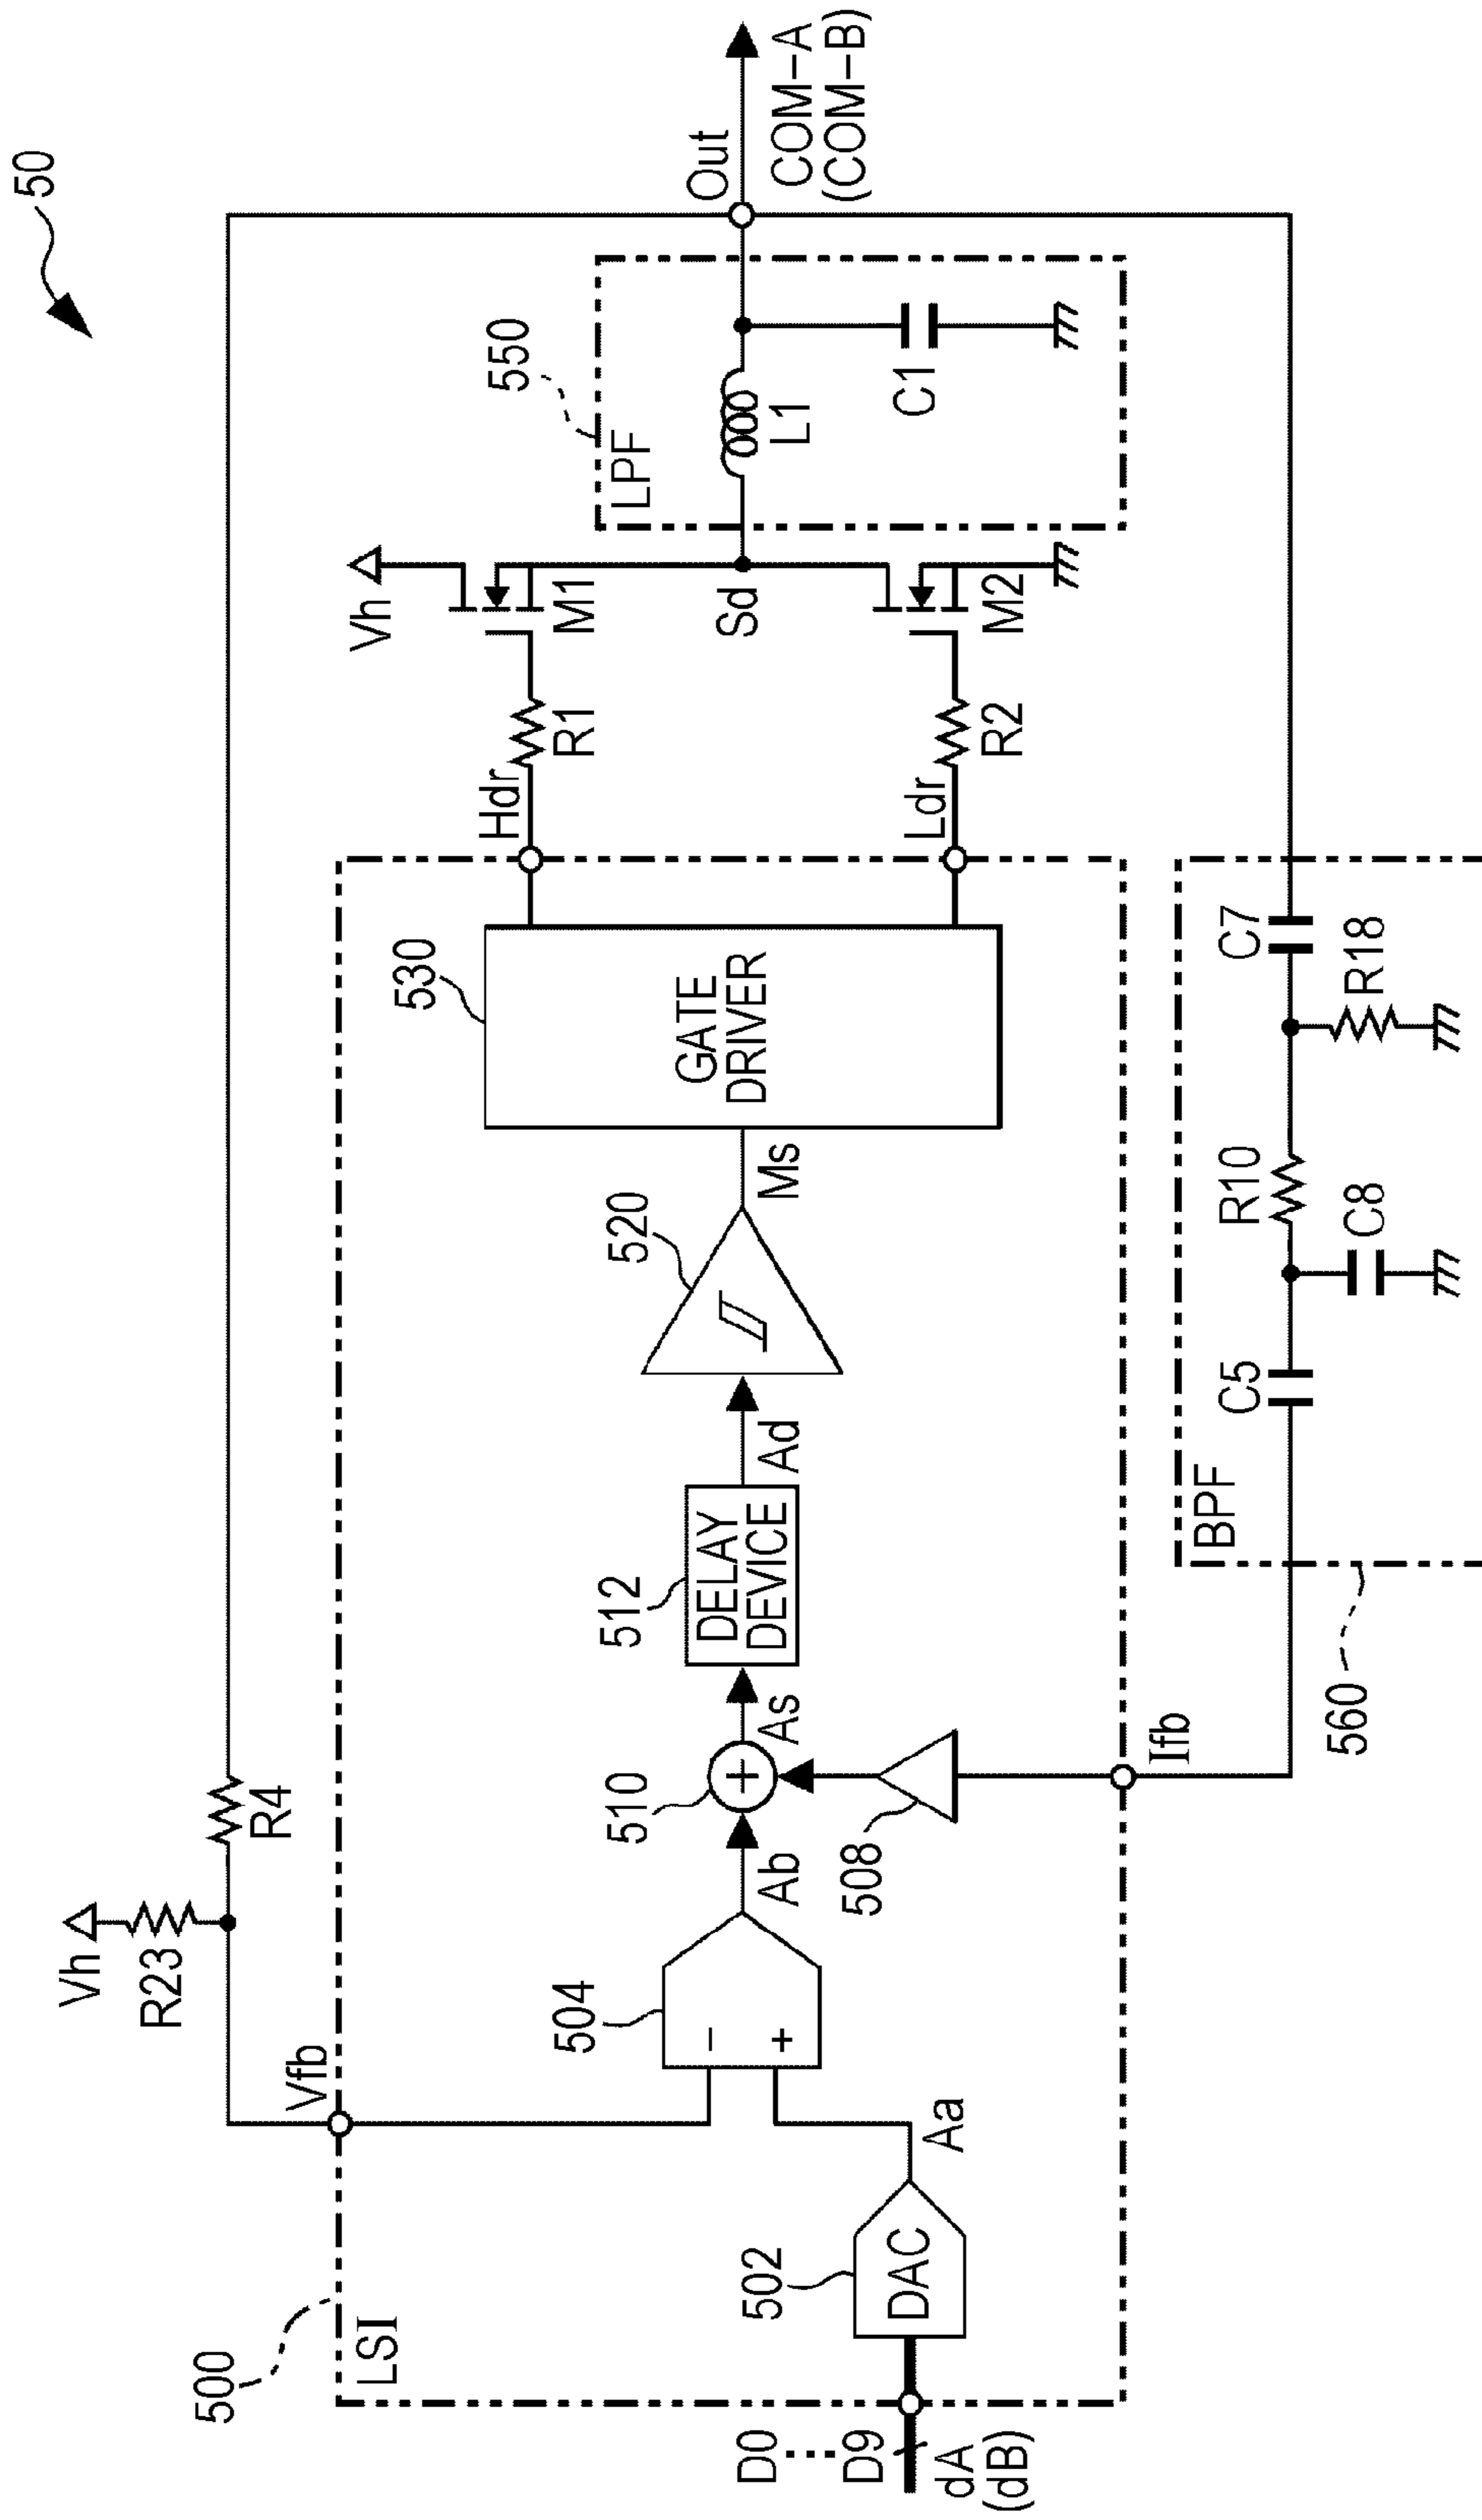 50
Vh
R23
R4
Vfb
500
LSI
D0
D9
dA
(dB)
502
DAC
Aa
504
−
+
Ab
510
+
508
Ifb
As
512
DELAY
DEVICE
Ad
520
Ms
530
GATE
DRIVER
Hdr
Ldr
R1
R2
Vh
M1
Sd
M2
550
LPF
L1
C1
Out
COM−A
(COM−B)
560
BPF
C5
C8
R10
R18
C7